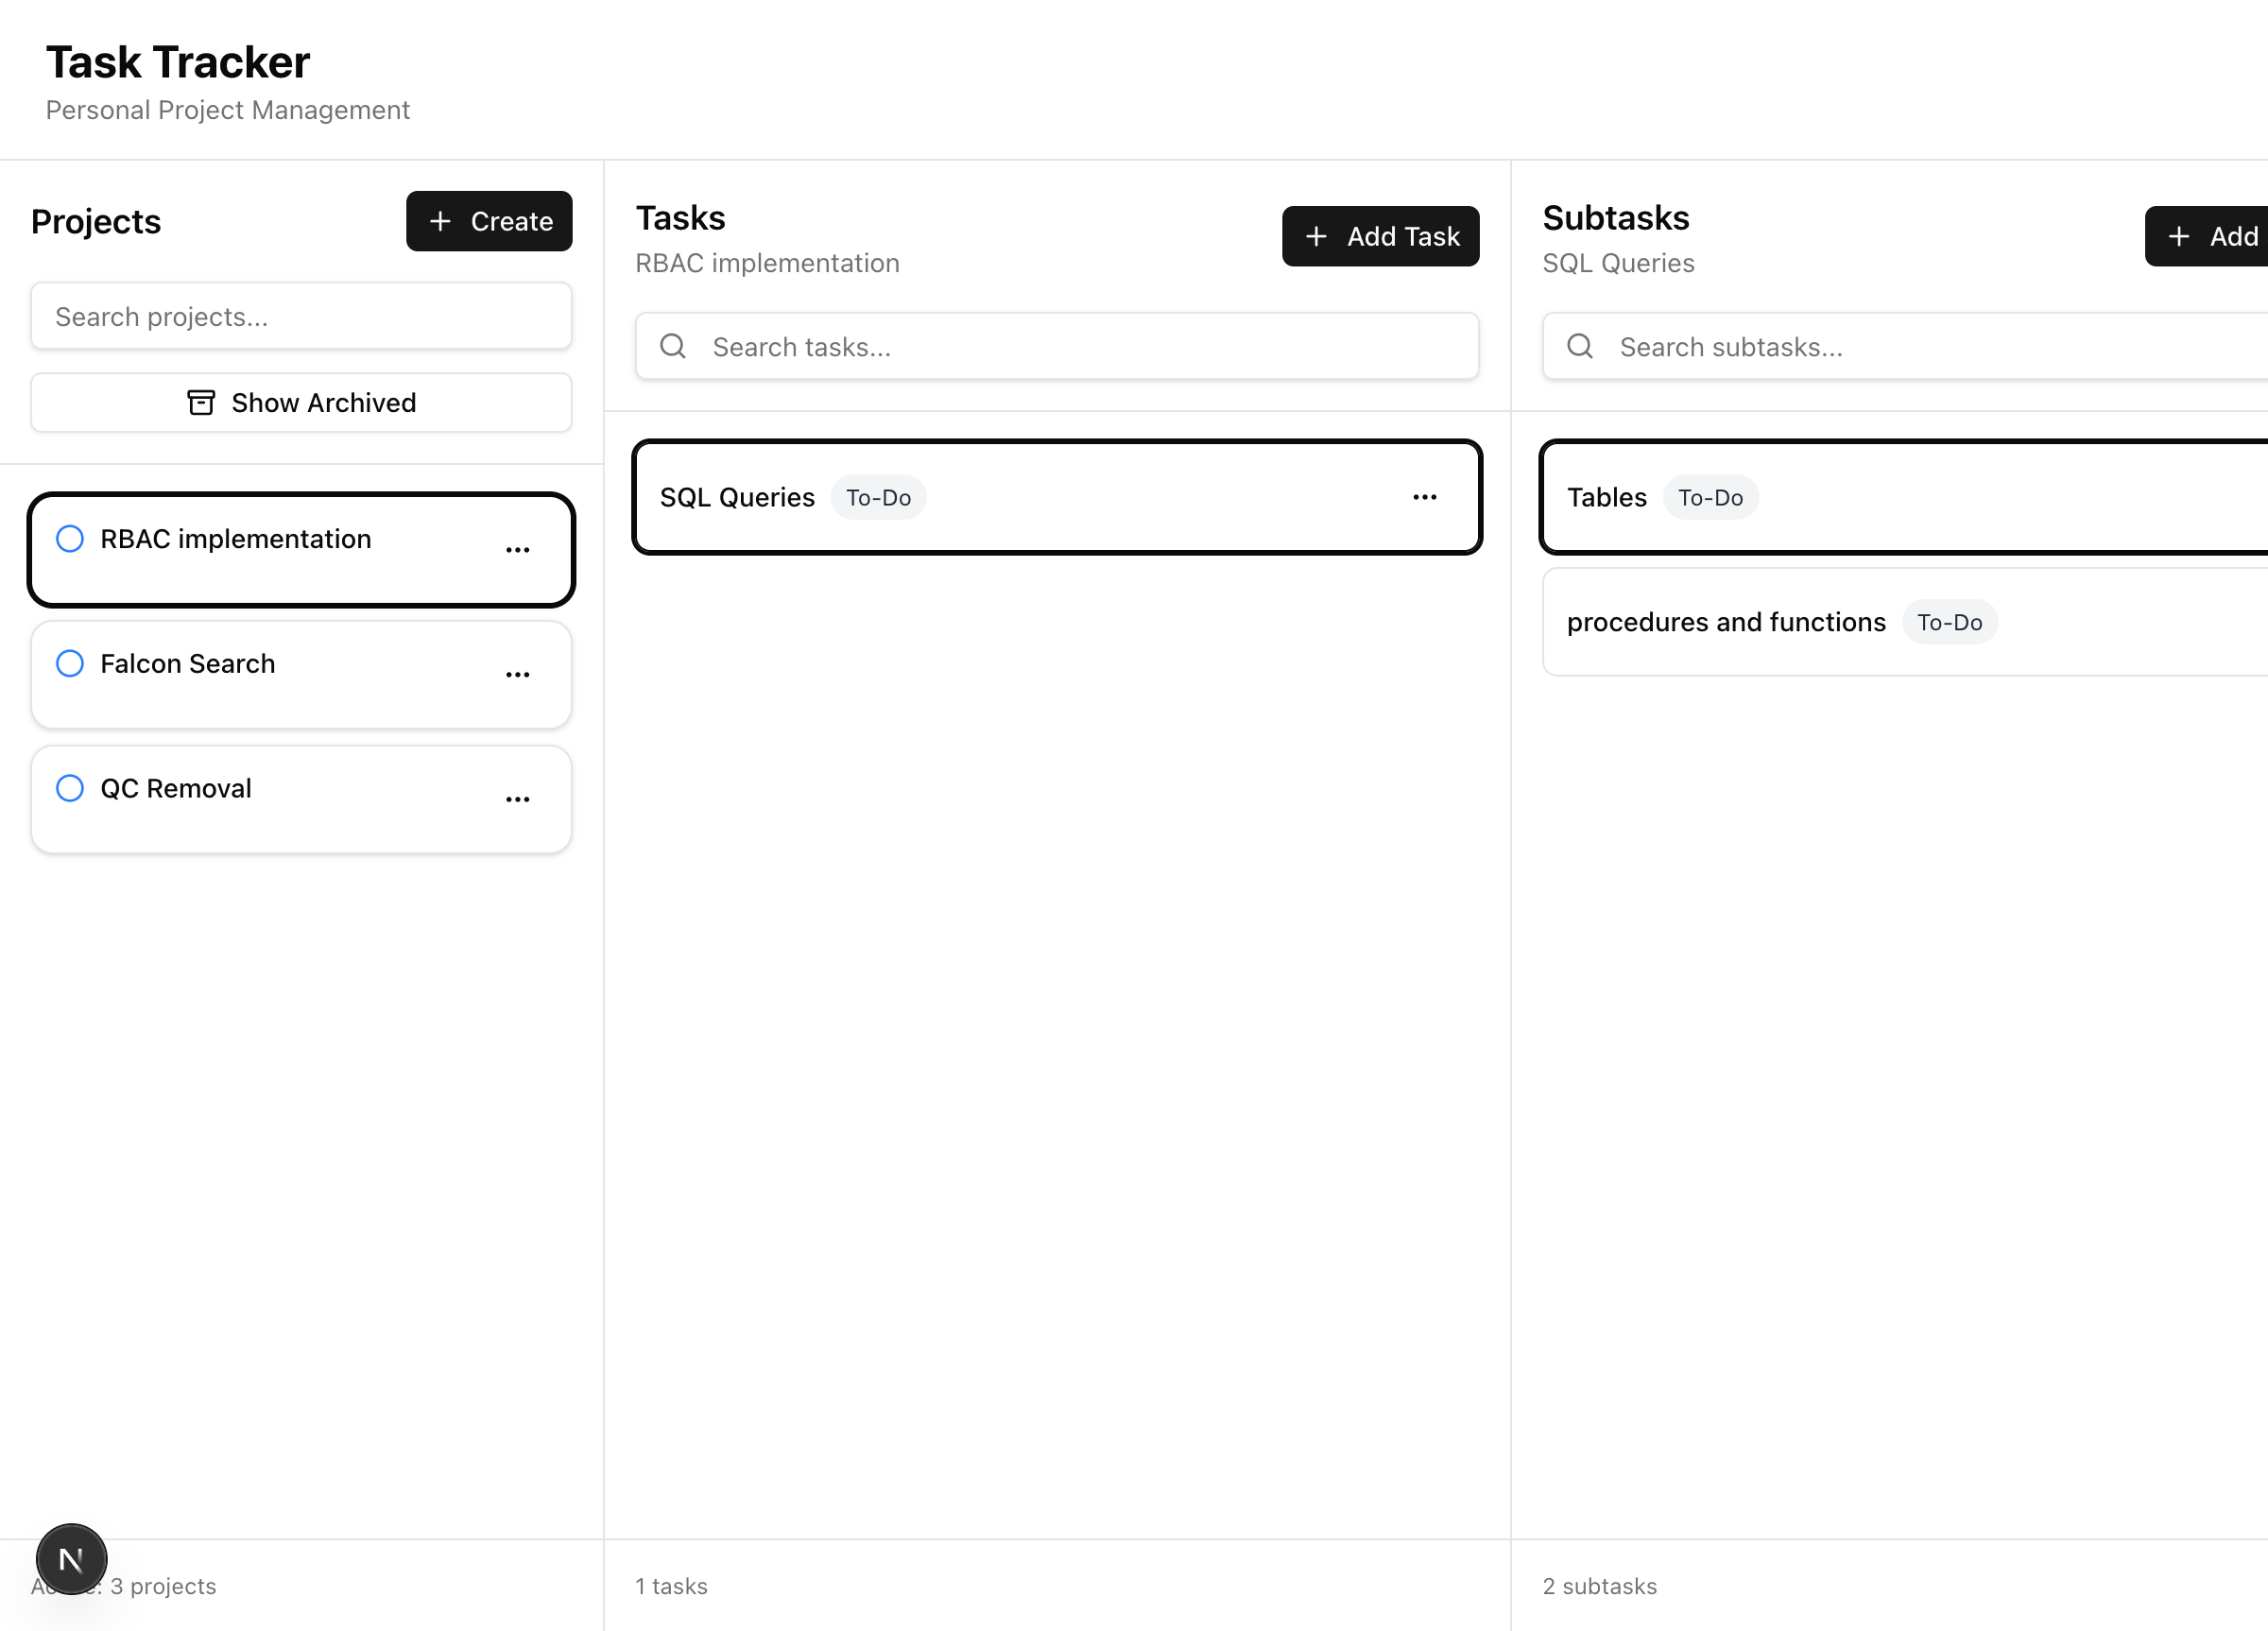 Task Tracker
Personal Project Management
Projects
Create
Search projects...
Show Archived
RBAC implementation
Falcon Search
QC Removal
N
: 3 projects
Tasks
RBAC implementation
Add Task
Search tasks...
SQL Queries To-Do
1 tasks
Subtasks
SQL Queries
Add
Search subtasks...
Tables To-Do
procedures and functions To-Do
2 subtasks